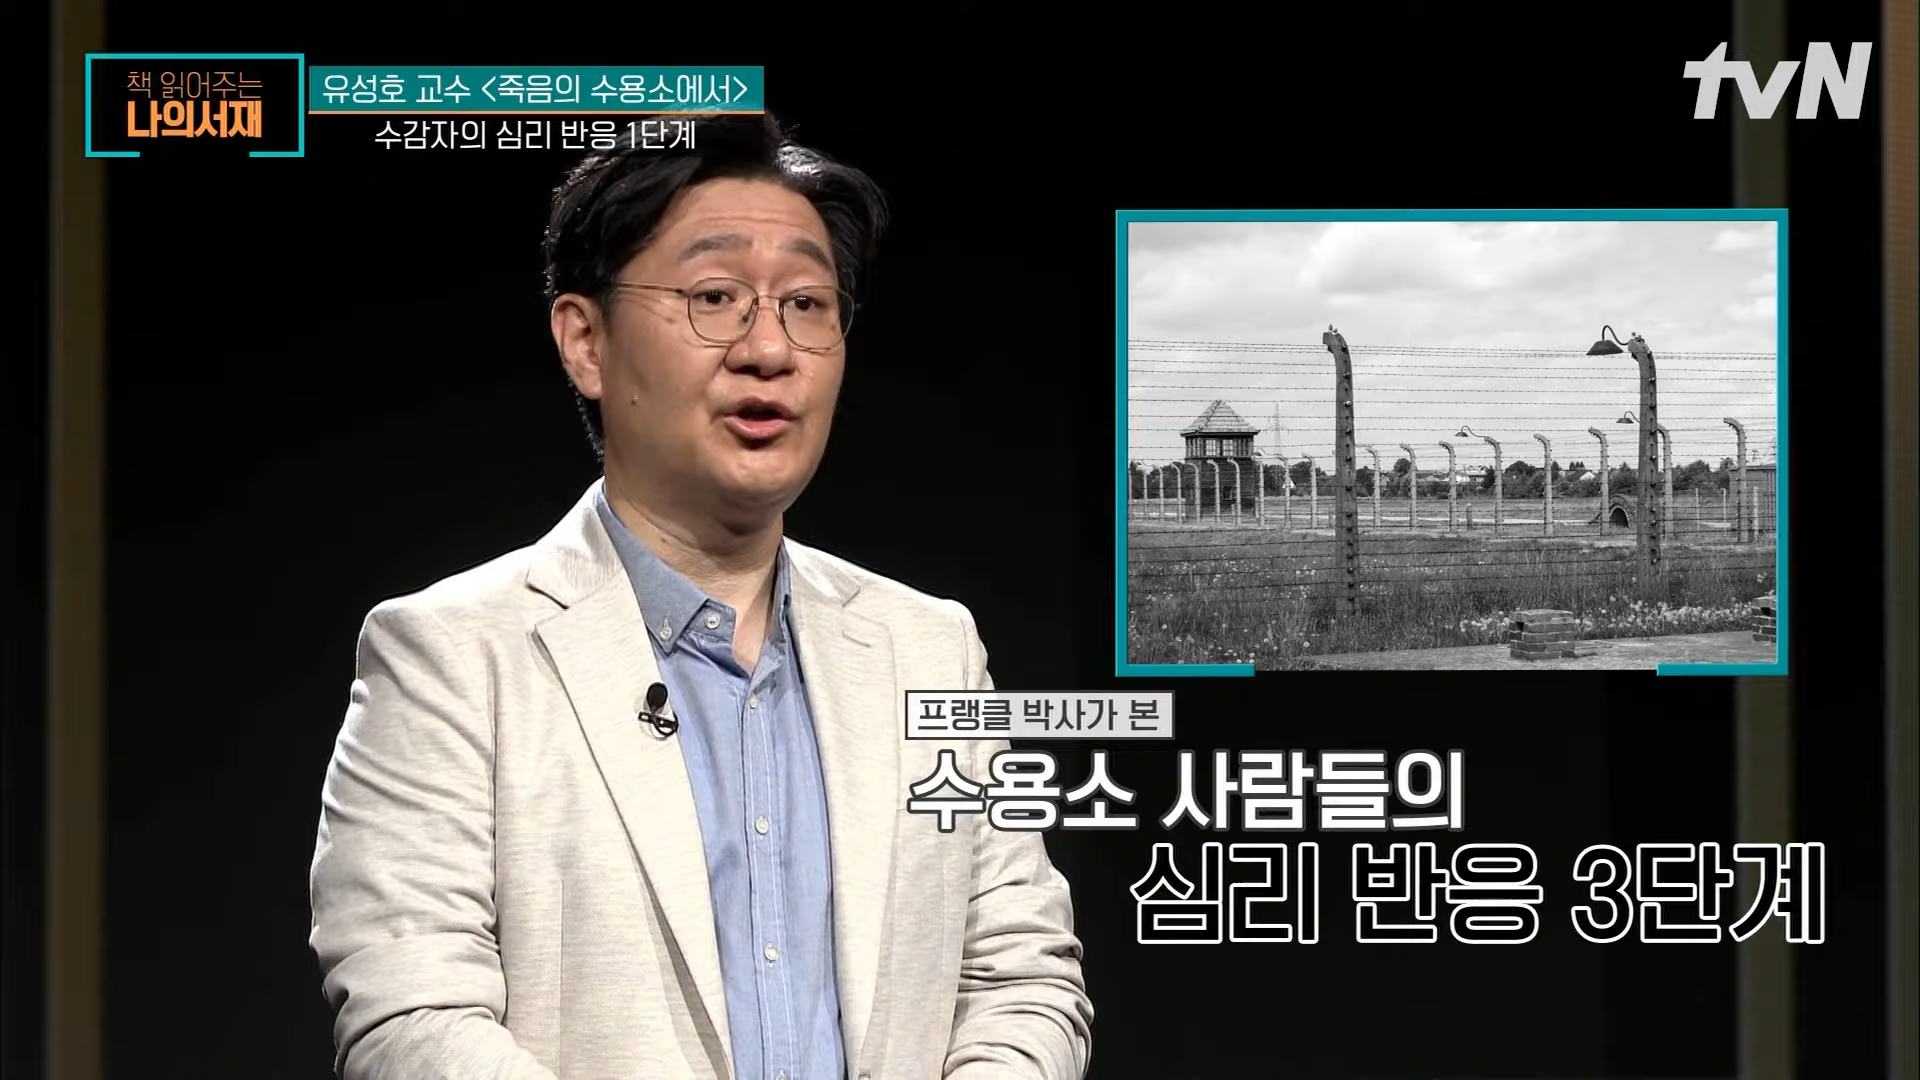 책 읽어주는
나의서재
유성호 교수 <죽음의 수용소에서>
수감자의 심리 반응 1단계
tvN
프랭클 박사가 본
수용소 사람들의
심리 반응 3단계